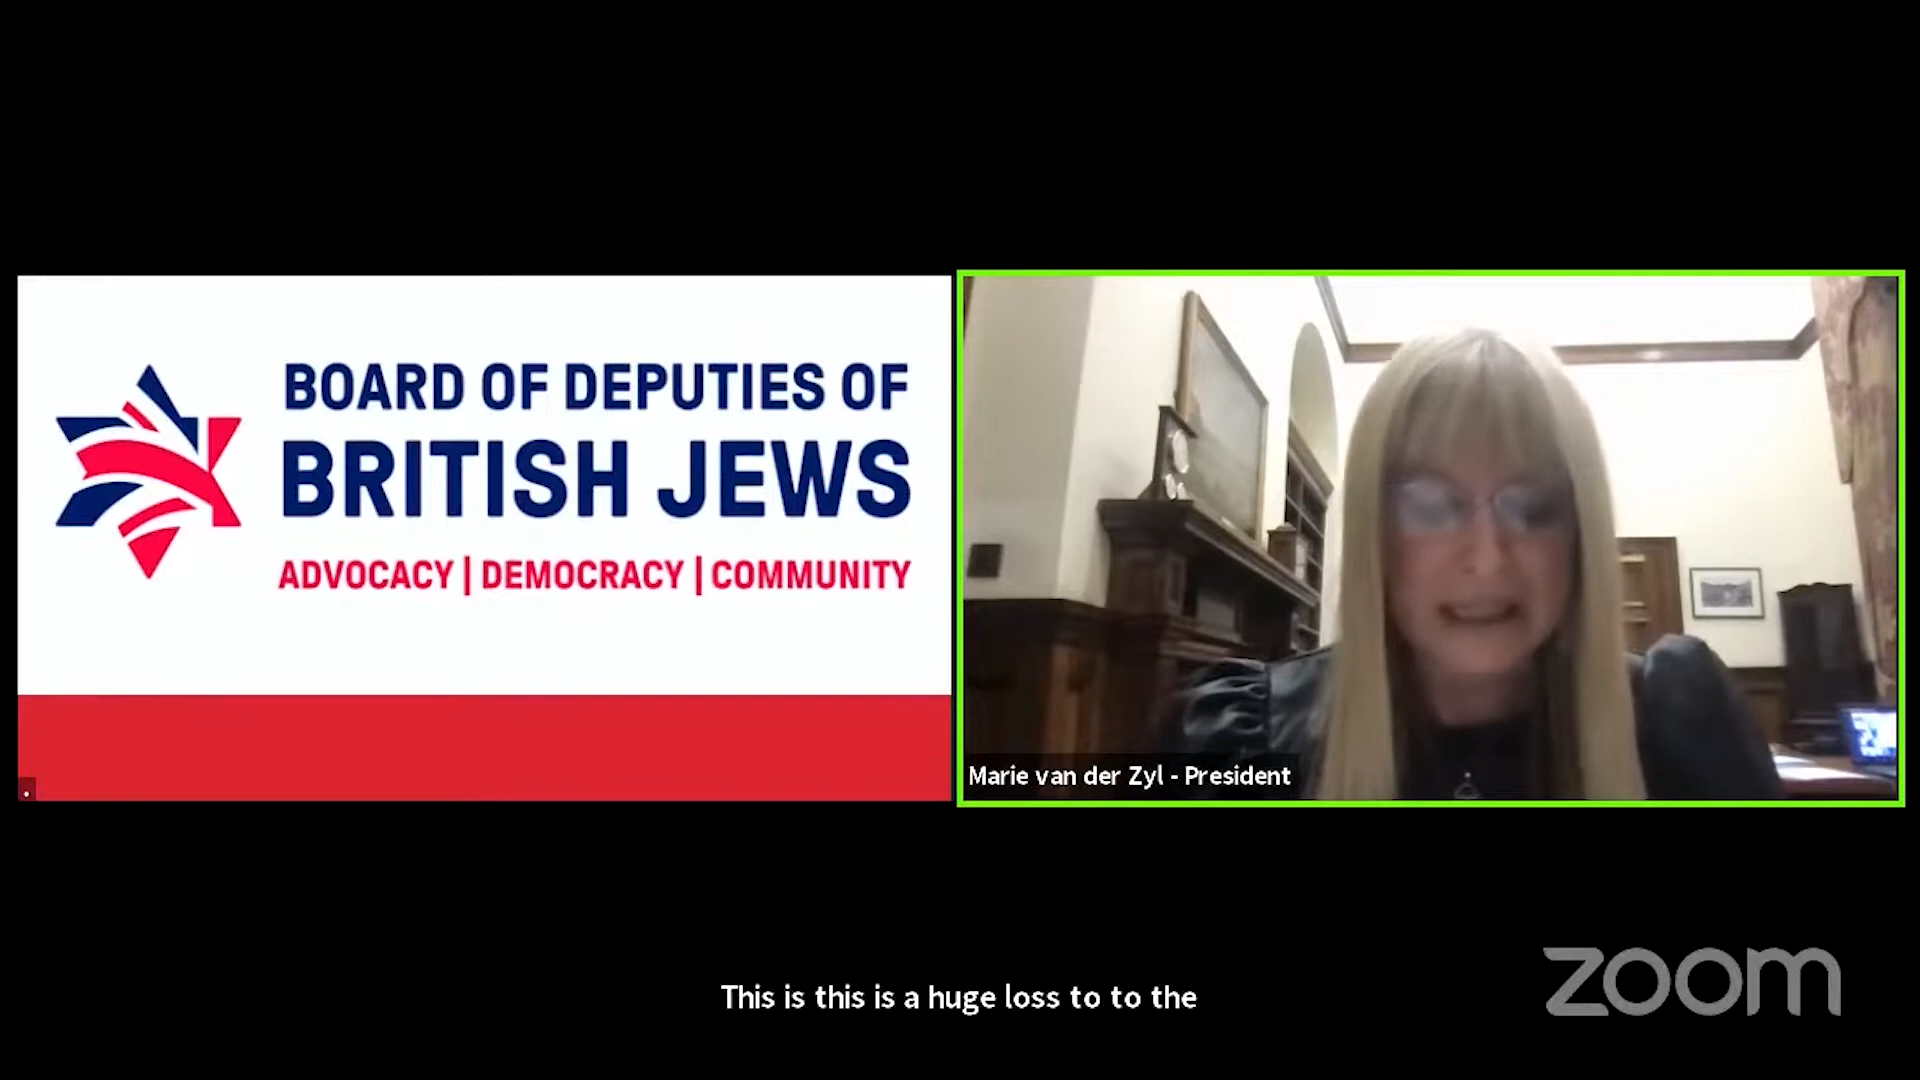 BOARD OF DEPUTIES OF
BRITISH JEWS
ADVOCACY | DEMOCRACY | COMMUNITY
Marie van der Zyl - President
This is this is a huge loss to to the
zoom